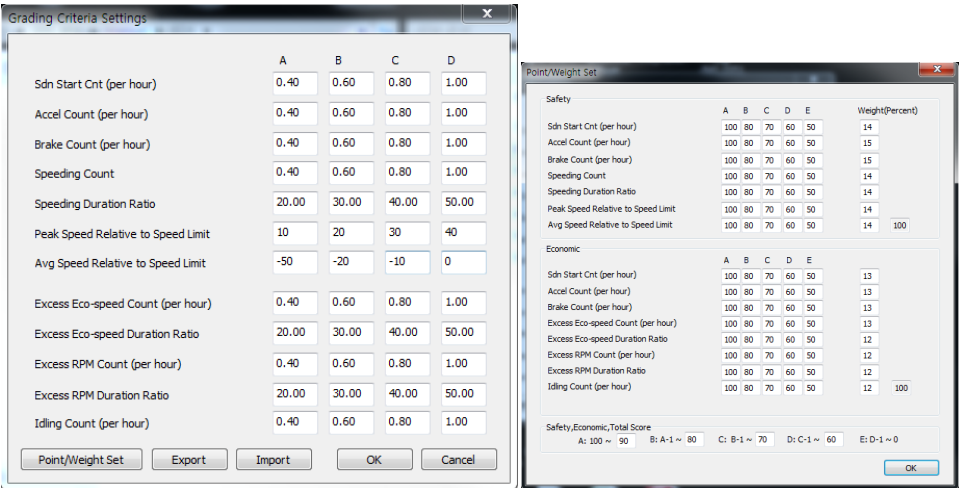 Grading Criteria Settings
X
A B C D
Sdn Start Cnt (per hour) 0.40 0.60 0.80 1.00
Accel Count (per hour) 0.40 0.60 0.80 1.00
Brake Count (per hour) 0.40 0.60 0.80 1.00
Speeding Count 0.40 0.60 0.80 1.00
Speeding Duration Ratio 20.00 30.00 40.00 50.00
Peak Speed Relative to Speed Limit 10 20 30 40
Avg Speed Relative to Speed Limit -50 -20 -10 0
Excess Eco-speed Count (per hour) 0.40 0.60 0.80 1.00
Excess Eco-speed Duration Ratio 20.00 30.00 40.00 50.00
Excess RPM Count (per hour) 0.40 0.60 0.80 1.00
Excess RPM Duration Ratio 20.00 30.00 40.00 50.00
Idling Count (per hour) 0.40 0.60 0.80 1.00
Point/Weight Set Export Import OK Cancel
Point/Weight Set
X
Safety
A B C D E Weight(Percent)
Sdn Start Cnt (per hour) 100 80 70 60 50 14
Accel Count (per hour) 100 80 70 60 50 15
Brake Count (per hour) 100 80 70 60 50 15
Speeding Count 100 80 70 60 50 14
Speeding Duration Ratio 100 80 70 60 50 14
Peak Speed Relative to Speed Limit 100 80 70 60 50 14
Avg Speed Relative to Speed Limit 100 80 70 60 50 14 100
Economic
A B C D E
Sdn Start Cnt (per hour) 100 80 70 60 50 13
Accel Count (per hour) 100 80 70 60 50 13
Brake Count (per hour) 100 80 70 60 50 13
Excess Eco-speed Count (per hour) 100 80 70 60 50 13
Excess Eco-speed Duration Ratio 100 80 70 60 50 12
Excess RPM Count (per hour) 100 80 70 60 50 12
Excess RPM Duration Ratio 100 80 70 60 50 12
Idling Count (per hour) 100 80 70 60 50 12 100
Safety,Economic,Total Score
A: 100 ~ 90 B: A-1 ~ 80 C: B-1 ~ 70 D: C-1 ~ 60 E: D-1 ~ 0
OK